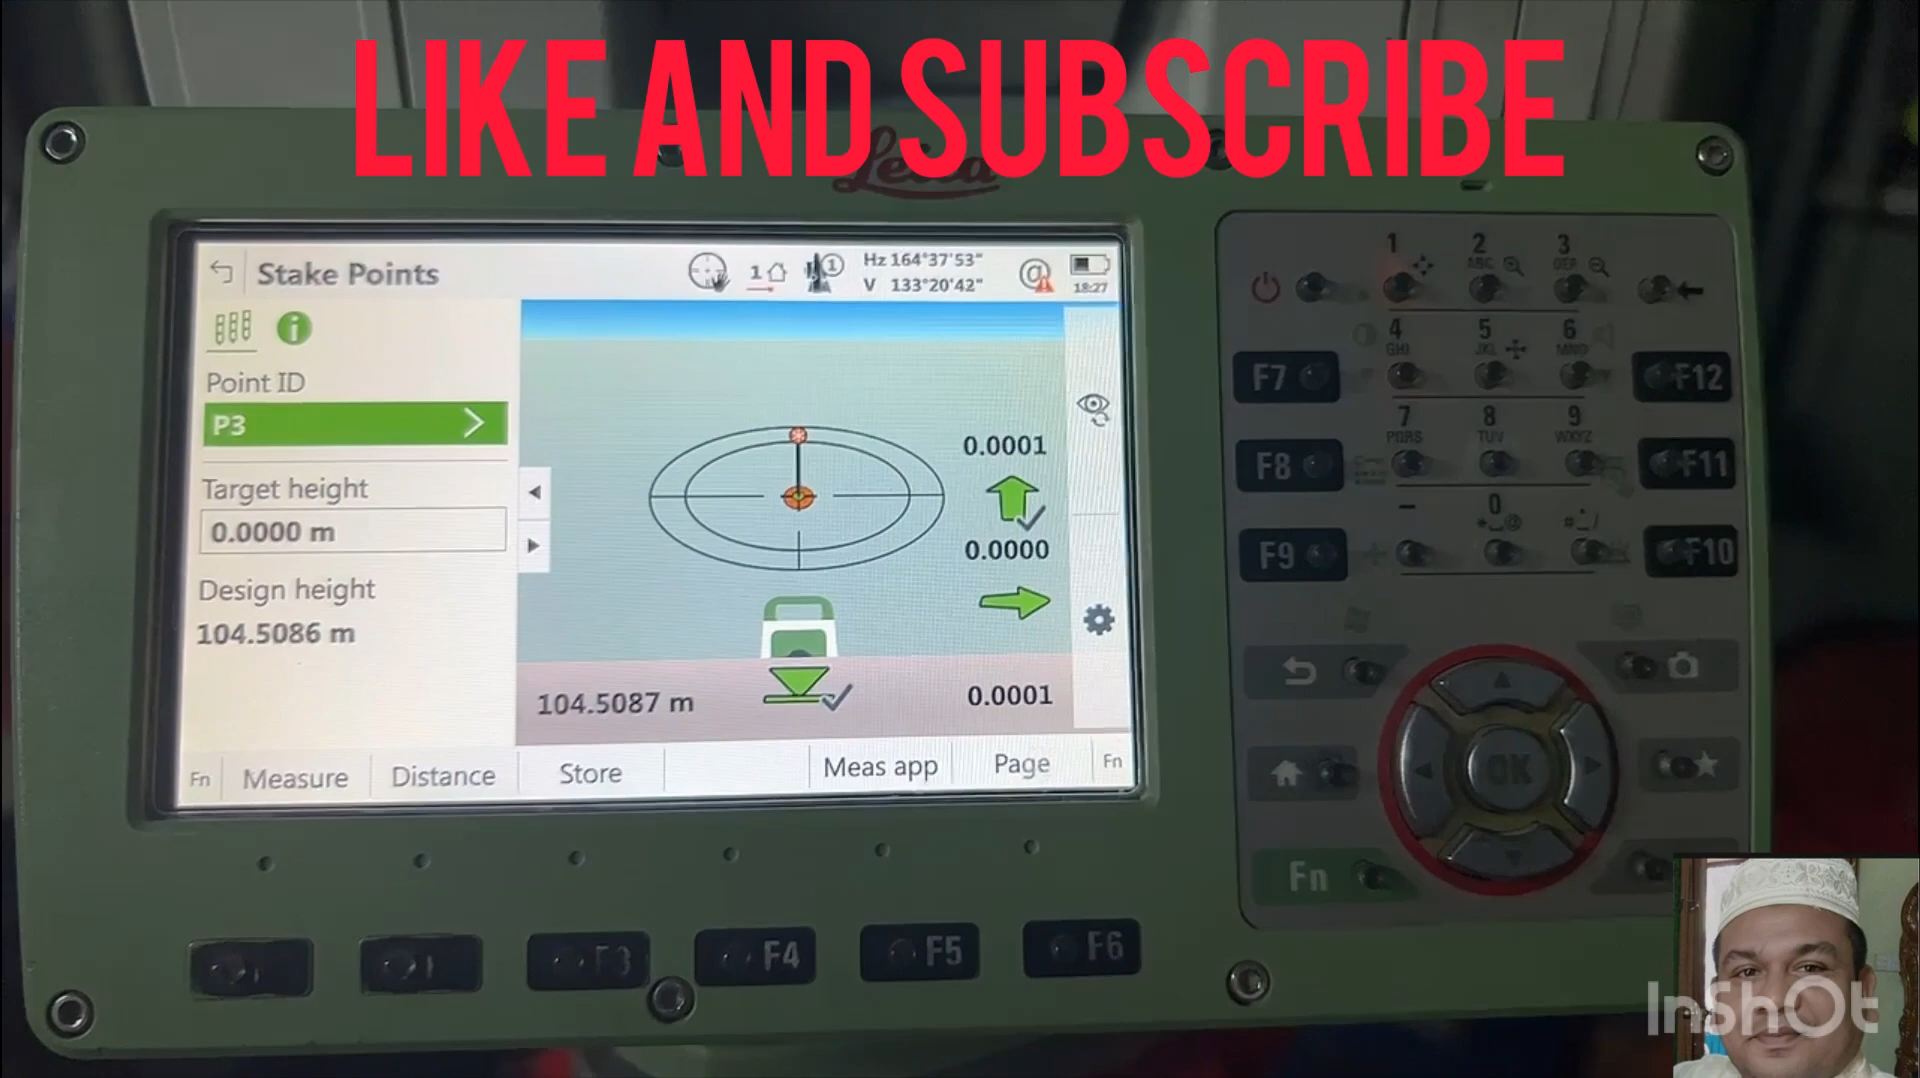 LIKE AND SUBSCRIBE
Leica
Stake Points
1
1
Hz 164°37'53"
V 133°20'42"
@
18:27
i
Point ID
P3
Target height
0.0000 m
Design height
104.5086 m
0.0001
0.0000
104.5087 m
0.0001
Fn
Measure
Distance
Store
Meas app
Page
Fn
1
2
ABC
3
DEF
4
GHI
5
JKL
6
MNO
7
PQRS
8
TUV
9
WXYZ
0
F7
F8
F9
F12
F11
F10
OK
Fn
F3
F4
F5
F6
InShOt